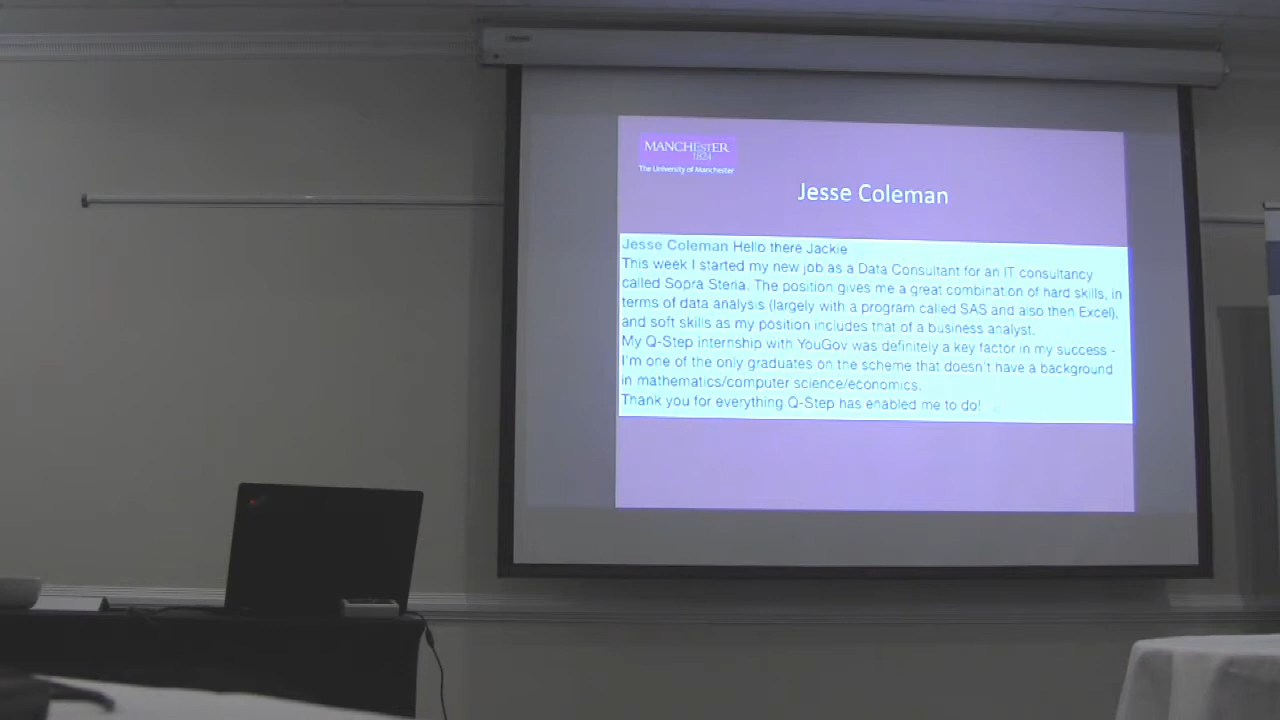 MANCHESTER
1824
The University of Manchester
Jesse Coleman
Jesse Coleman Hello there Jackie
This week I started my new job as a Data Consultant for an IT consultancy
called Sopra Steria. The position gives me a great combination of hard skills, in
terms of data analysis (largely with a program called SAS and also then Excel),
and soft skills as my position includes that of a business analyst.
My Q-Step internship with YouGov was definitely a key factor in my success -
I'm one of the only graduates on the scheme that doesn't have a background
in mathematics/computer science/economics.
Thank you for everything Q-Step has enabled me to do!